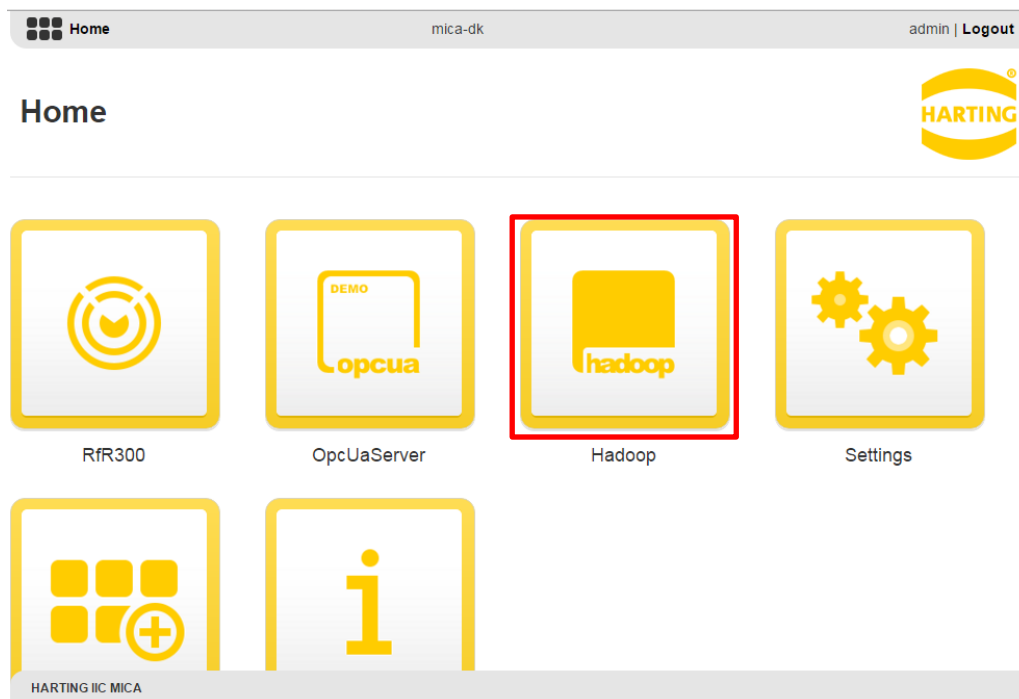 Home
mica-dk
admin | Logout
Home
HARTING
DEMO
opcua
hadoop
RfR300
OpcUaServer
Hadoop
Settings
HARTING IIC MICA